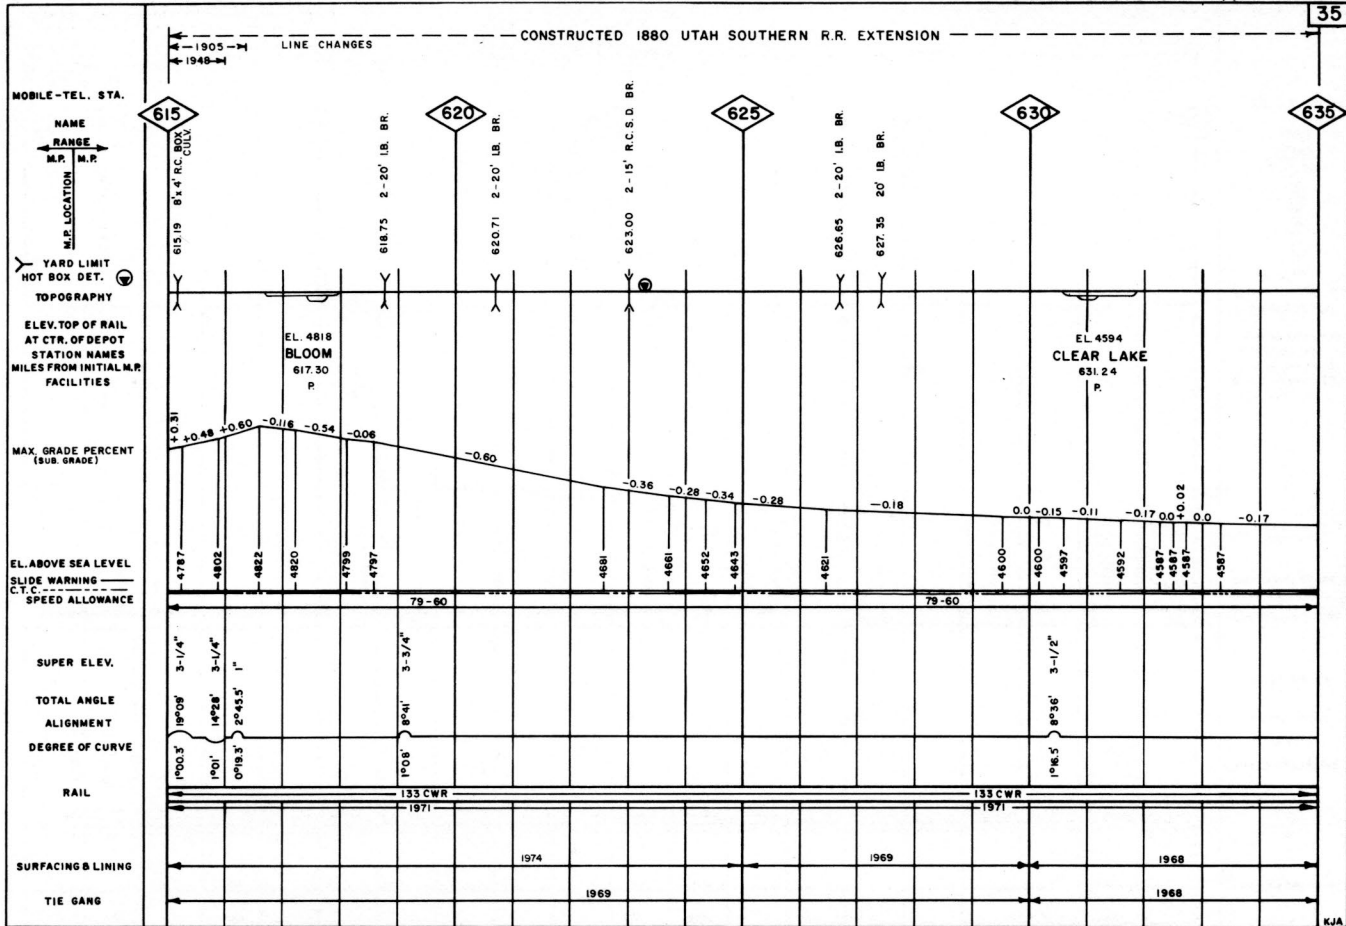 35
CONSTRUCTED 1880 UTAH SOUTHERN R.R. EXTENSION
1905 LINE CHANGES
1948
MOBILE-TEL. STA.
NAME
RANGE
M.P. M.P.
M.P. LOCATION
YARD LIMIT
HOT BOX DET.
TOPOGRAPHY
615 620 625 630 635
615.19 8'x4' R.C. BOX CULV.
618.75 2-20' I.B. BR.
620.71 2-20' I.B. BR.
623.00 2-15' R.C.S.D. BR.
626.65 2-20' I.B. BR.
627.35 20' I.B. BR.
ELEV. TOP OF RAIL
AT CTR. OF DEPOT
STATION NAMES
MILES FROM INITIAL M.P.
FACILITIES
EL. 4818
BLOOM
617.30
P.
EL. 4594
CLEAR LAKE
631.24
P.
MAX. GRADE PERCENT
(SUB. GRADE)
+0.31 +0.48 +0.60 -0.116 -0.54 -0.06 -0.60 -0.36 -0.28 -0.34 -0.28 -0.18 0.0 -0.15 -0.11 -0.17 0.0 +0.02 0.0 -0.17
EL. ABOVE SEA LEVEL
4787 4802 4822 4820 4799 4797 4681 4661 4652 4643 4621 4600 4600 4597 4592 4587 4587 4587 4587
SLIDE WARNING
C.T.C.
SPEED ALLOWANCE
79-60 79-60
SUPER ELEV.
3-1/4" 3-1/4" 1" 3-3/4" 3-1/2"
TOTAL ANGLE
19°09' 14°28' 2°45.5' 8°41' 8°36'
ALIGNMENT
DEGREE OF CURVE
1°00.3' 1°01' 0°19.3' 1°08' 1°16.5'
RAIL
133 CWR 133 CWR
1971 1971
SURFACING & LINING
1974 1969 1968
TIE GANG
1969 1968
KJA